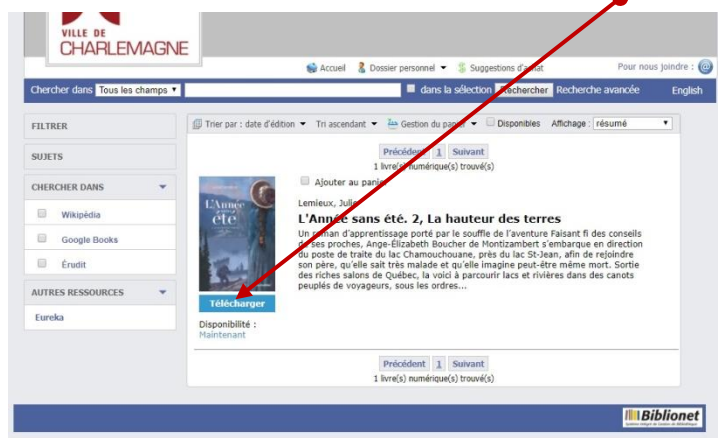 VILLE DE
CHARLEMAGNE
Accueil Dossier personnel Suggestions d'achat Pour nous joindre :
Chercher dans Tous les champs dans la sélection Rechercher Recherche avancée English
FILTRER
SUJETS
CHERCHER DANS
Wikipédia
Google Books
Érudit
AUTRES RESSOURCES
Eureka
Trier par : date d'édition Tri ascendant Gestion du panier Disponibles Affichage : résumé
Précédent 1 Suivant
1 livre(s) numérique(s) trouvé(s)
Ajouter au panier
L'Année
été
Lemieux, Julie
L'Année sans été. 2, La hauteur des terres
Un roman d'apprentissage porté par le souffle de l'aventure Faisant fi des conseils
de ses proches, Ange-Élizabeth Boucher de Montizambert s'embarque en direction
du poste de traite du lac Chamouchouane, près du lac St-Jean, afin de rejoindre
son père, qu'elle sait très malade et qu'elle imagine peut-être même mort. Sortie
des riches salons de Québec, la voici à parcourir lacs et rivières dans des canots
peuplés de voyageurs, sous les ordres...
Télécharger
Disponibilité :
Maintenant
Précédent 1 Suivant
1 livre(s) numérique(s) trouvé(s)
Biblionet